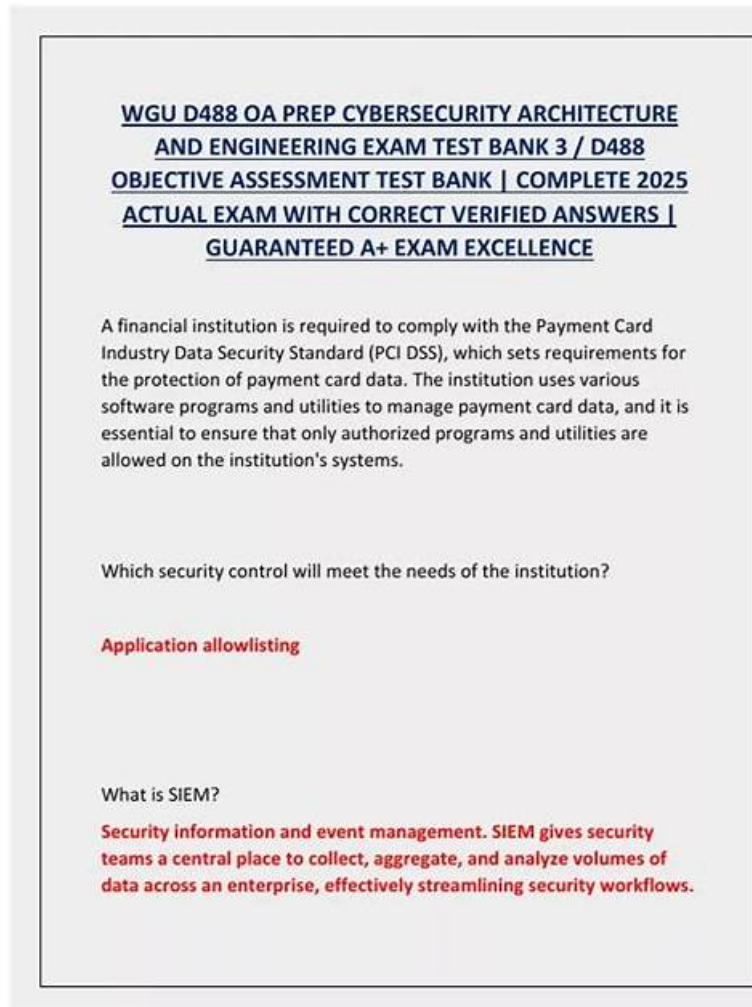 WGU D488 OA PREP CYBERSECURITY ARCHITECTURE
AND ENGINEERING EXAM TEST BANK 3 / D488
OBJECTIVE ASSESSMENT TEST BANK | COMPLETE 2025
ACTUAL EXAM WITH CORRECT VERIFIED ANSWERS |
GUARANTEED A+ EXAM EXCELLENCE
A financial institution is required to comply with the Payment Card
Industry Data Security Standard (PCI DSS), which sets requirements for
the protection of payment card data. The institution uses various
software programs and utilities to manage payment card data, and it is
essential to ensure that only authorized programs and utilities are
allowed on the institution's systems.
Which security control will meet the needs of the institution?
Application allowlisting
What is SIEM?
Security information and event management. SIEM gives security
teams a central place to collect, aggregate, and analyze volumes of
data across an enterprise, effectively streamlining security workflows.